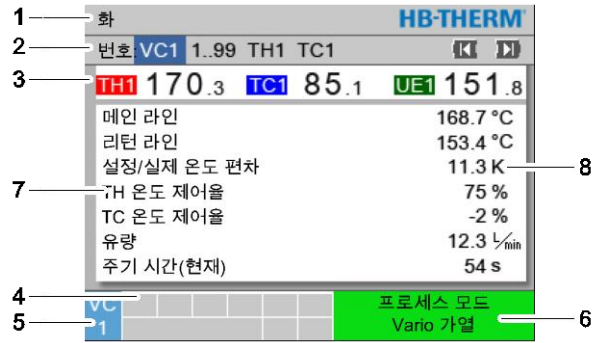 1 화 HB-THERM
2 번호: VC1 1..99 TH1 TC1
3 TH1 170.3 TC1 85.1 UE1 151.8
메인 라인 168.7 °C
리턴 라인 153.4 °C
설정/실제 온도 편차 11.3 K 8
7 TH 온도 제어율 75 %
TC 온도 제어율 -2 %
유량 12.3 L/min
주기 시간(현재) 54 s
4 VC 프로세스 모드
5 1 Vario 가열 6